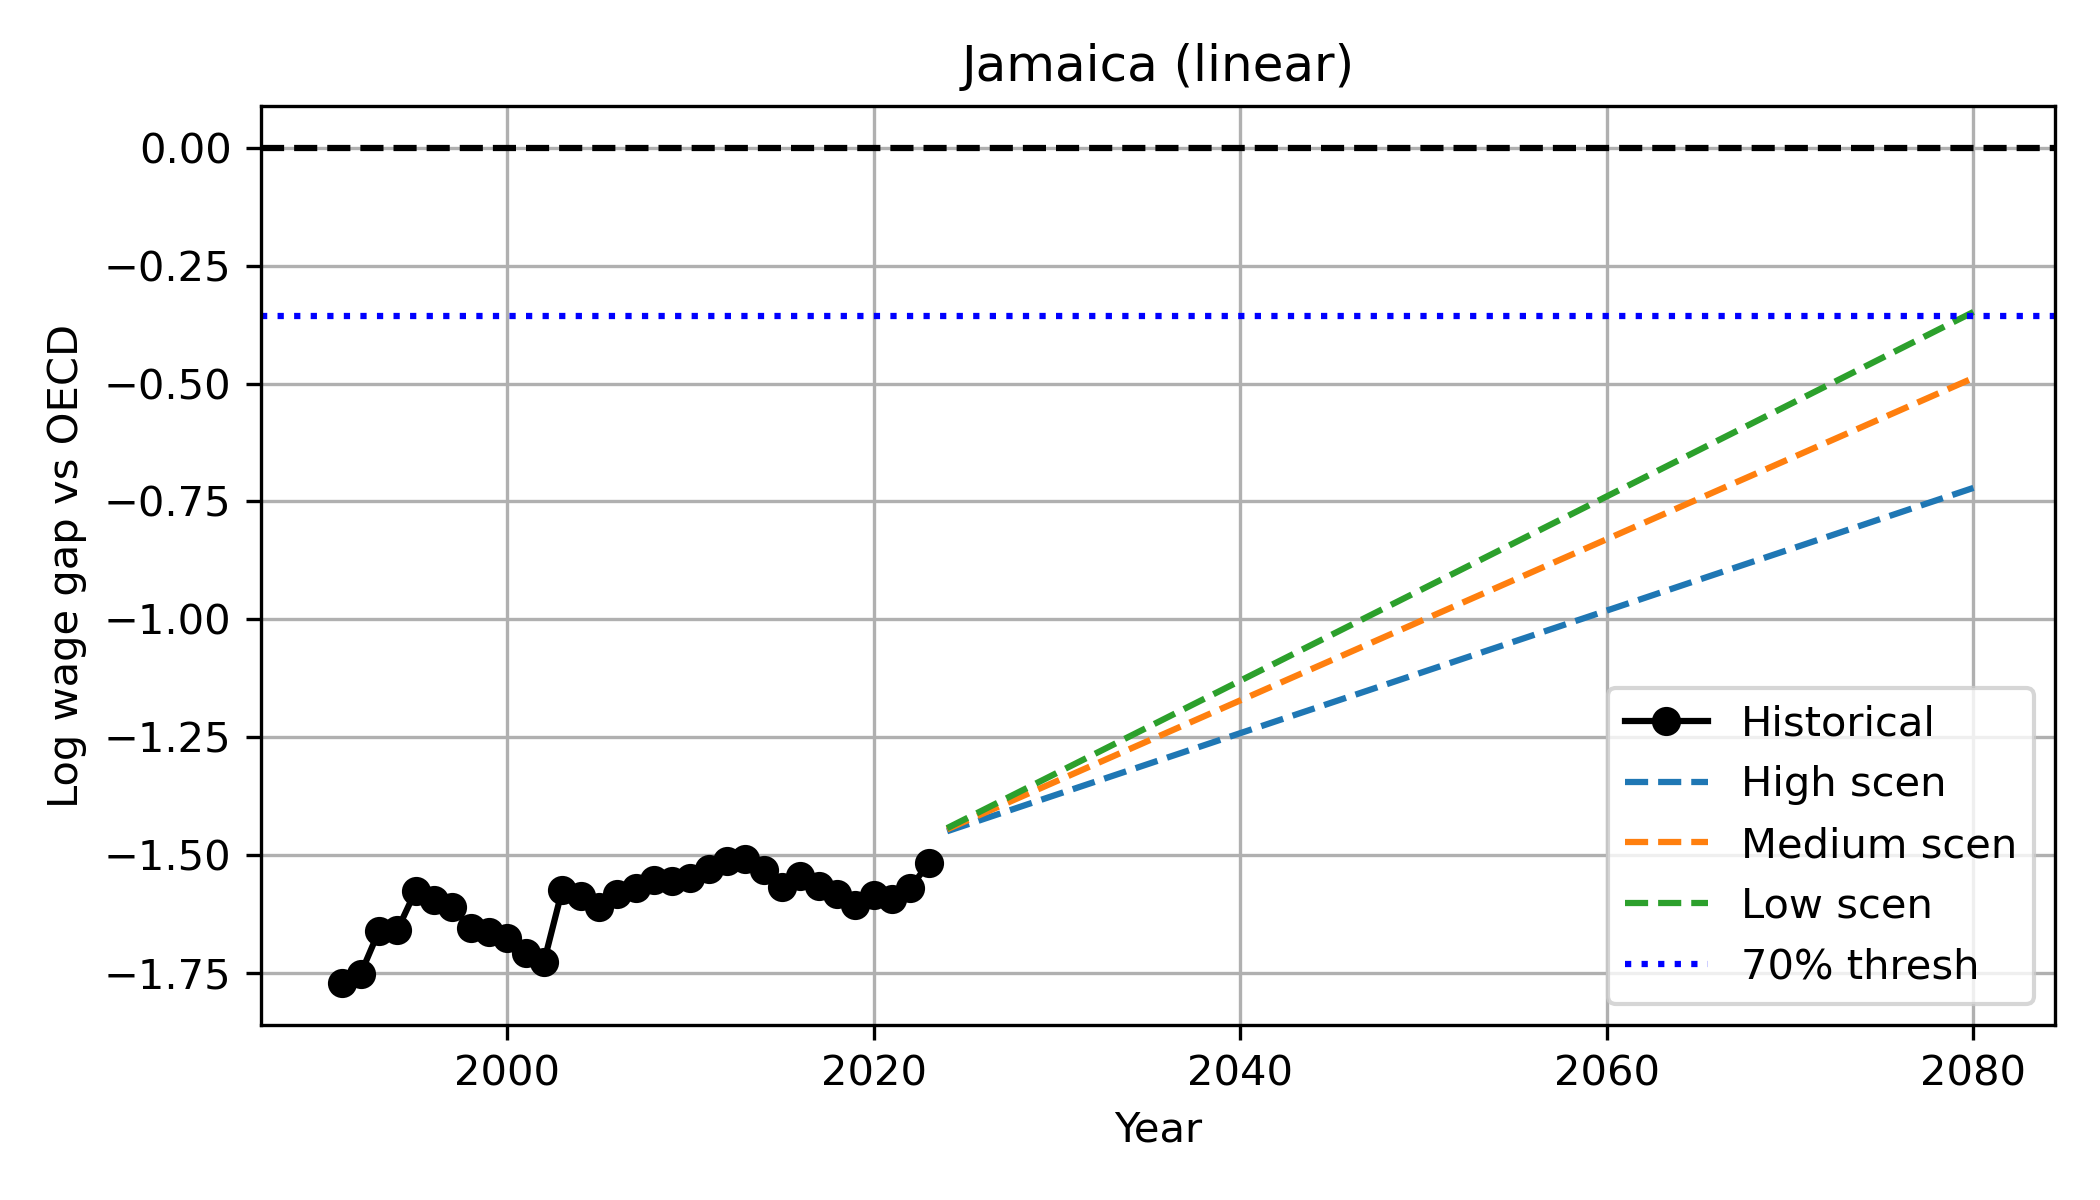 Jamaica (linear)
Log wage gap vs OECD
0.00
−0.25
−0.50
−0.75
−1.00
−1.25
−1.50
−1.75
Historical
High scen
Medium scen
Low scen
70% thresh
2000 2020 2040 2060 2080
Year